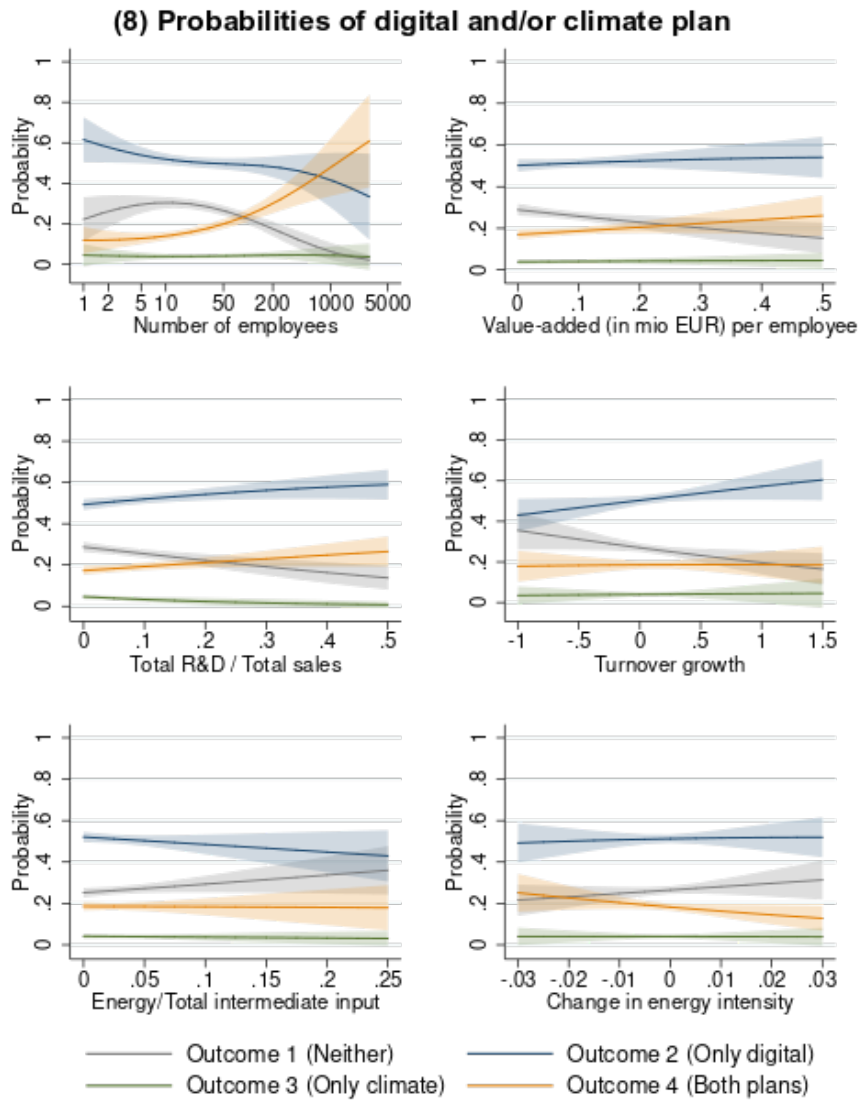 (8) Probabilities of digital and/or climate plan
Probability
1
.8
.6
.4
.2
0
1 2 5 10 50 200 1000 5000
Number of employees
Probability
1
.8
.6
.4
.2
0
0 .1 .2 .3 .4 .5
Value-added (in mio EUR) per employee
Probability
1
.8
.6
.4
.2
0
0 .1 .2 .3 .4 .5
Total R&D / Total sales
Probability
1
.8
.6
.4
.2
0
-1 -.5 0 .5 1 1.5
Turnover growth
Probability
1
.8
.6
.4
.2
0
0 .05 .1 .15 .2 .25
Energy/Total intermediate input
Probability
1
.8
.6
.4
.2
0
-.03 -.02 -.01 0 .01 .02 .03
Change in energy intensity
Outcome 1 (Neither) Outcome 2 (Only digital)
Outcome 3 (Only climate) Outcome 4 (Both plans)